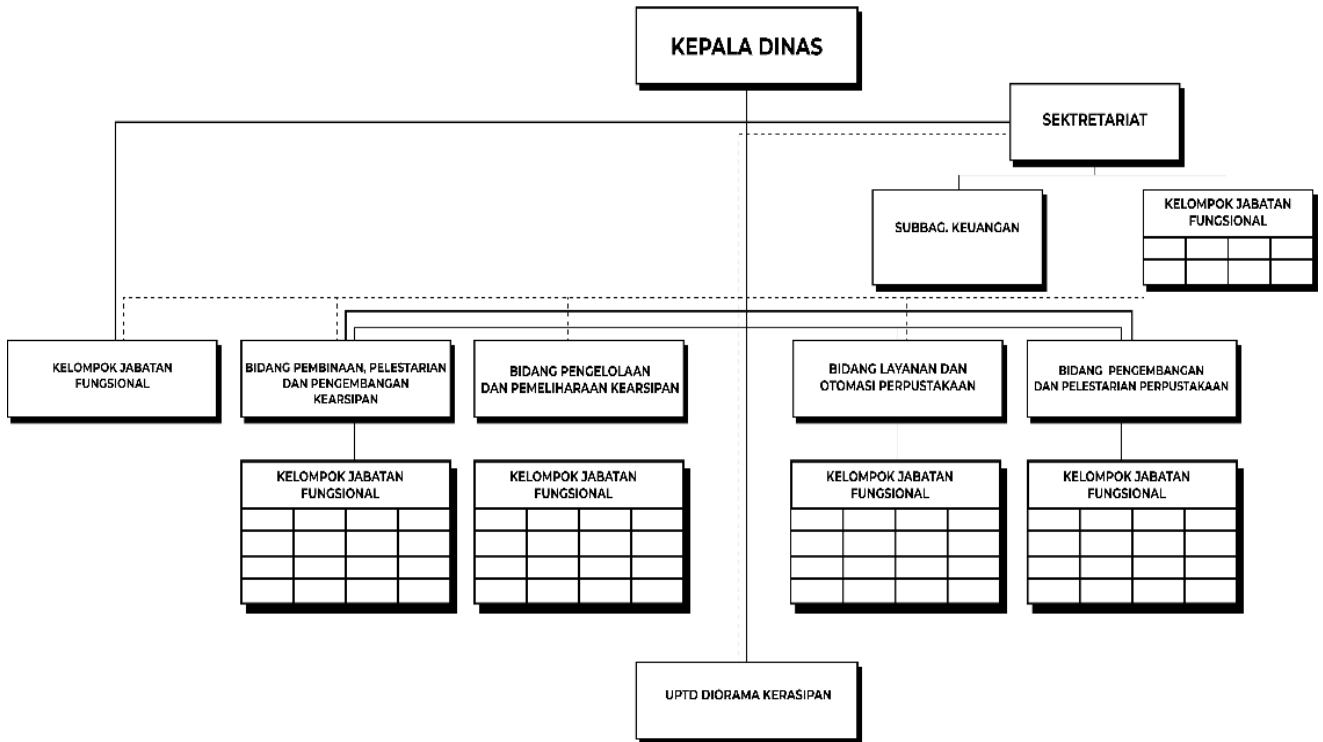 KEPALA DINAS
SEKTRETARIAT
SUBBAG. KEUANGAN
KELOMPOK JABATAN
FUNGSIONAL
KELOMPOK JABATAN
FUNGSIONAL
BIDANG PEMBINAAN, PELESTARIAN
DAN PENGEMBANGAN
KEARSIPAN
BIDANG PENGELOLAAN
DAN PEMELIHARAAN KEARSIPAN
BIDANG LAYANAN DAN
OTOMASI PERPUSTAKAAN
BIDANG PENGEMBANGAN
DAN PELESTARIAN PERPUSTAKAAN
KELOMPOK JABATAN
FUNGSIONAL
KELOMPOK JABATAN
FUNGSIONAL
KELOMPOK JABATAN
FUNGSIONAL
KELOMPOK JABATAN
FUNGSIONAL
UPTD DIORAMA KERASIPAN